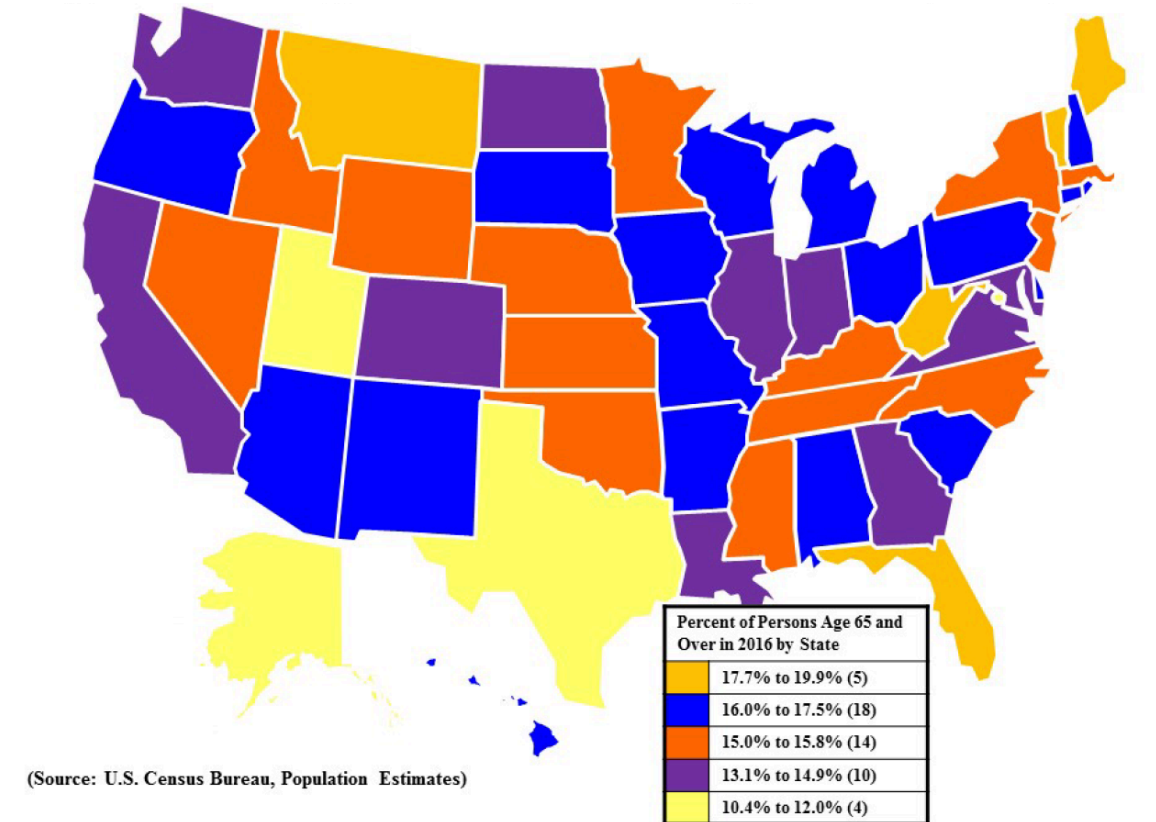 Percent of Persons Age 65 and
Over in 2016 by State
17.7% to 19.9% (5)
16.0% to 17.5% (18)
15.0% to 15.8% (14)
13.1% to 14.9% (10)
10.4% to 12.0% (4)
(Source: U.S. Census Bureau, Population Estimates)